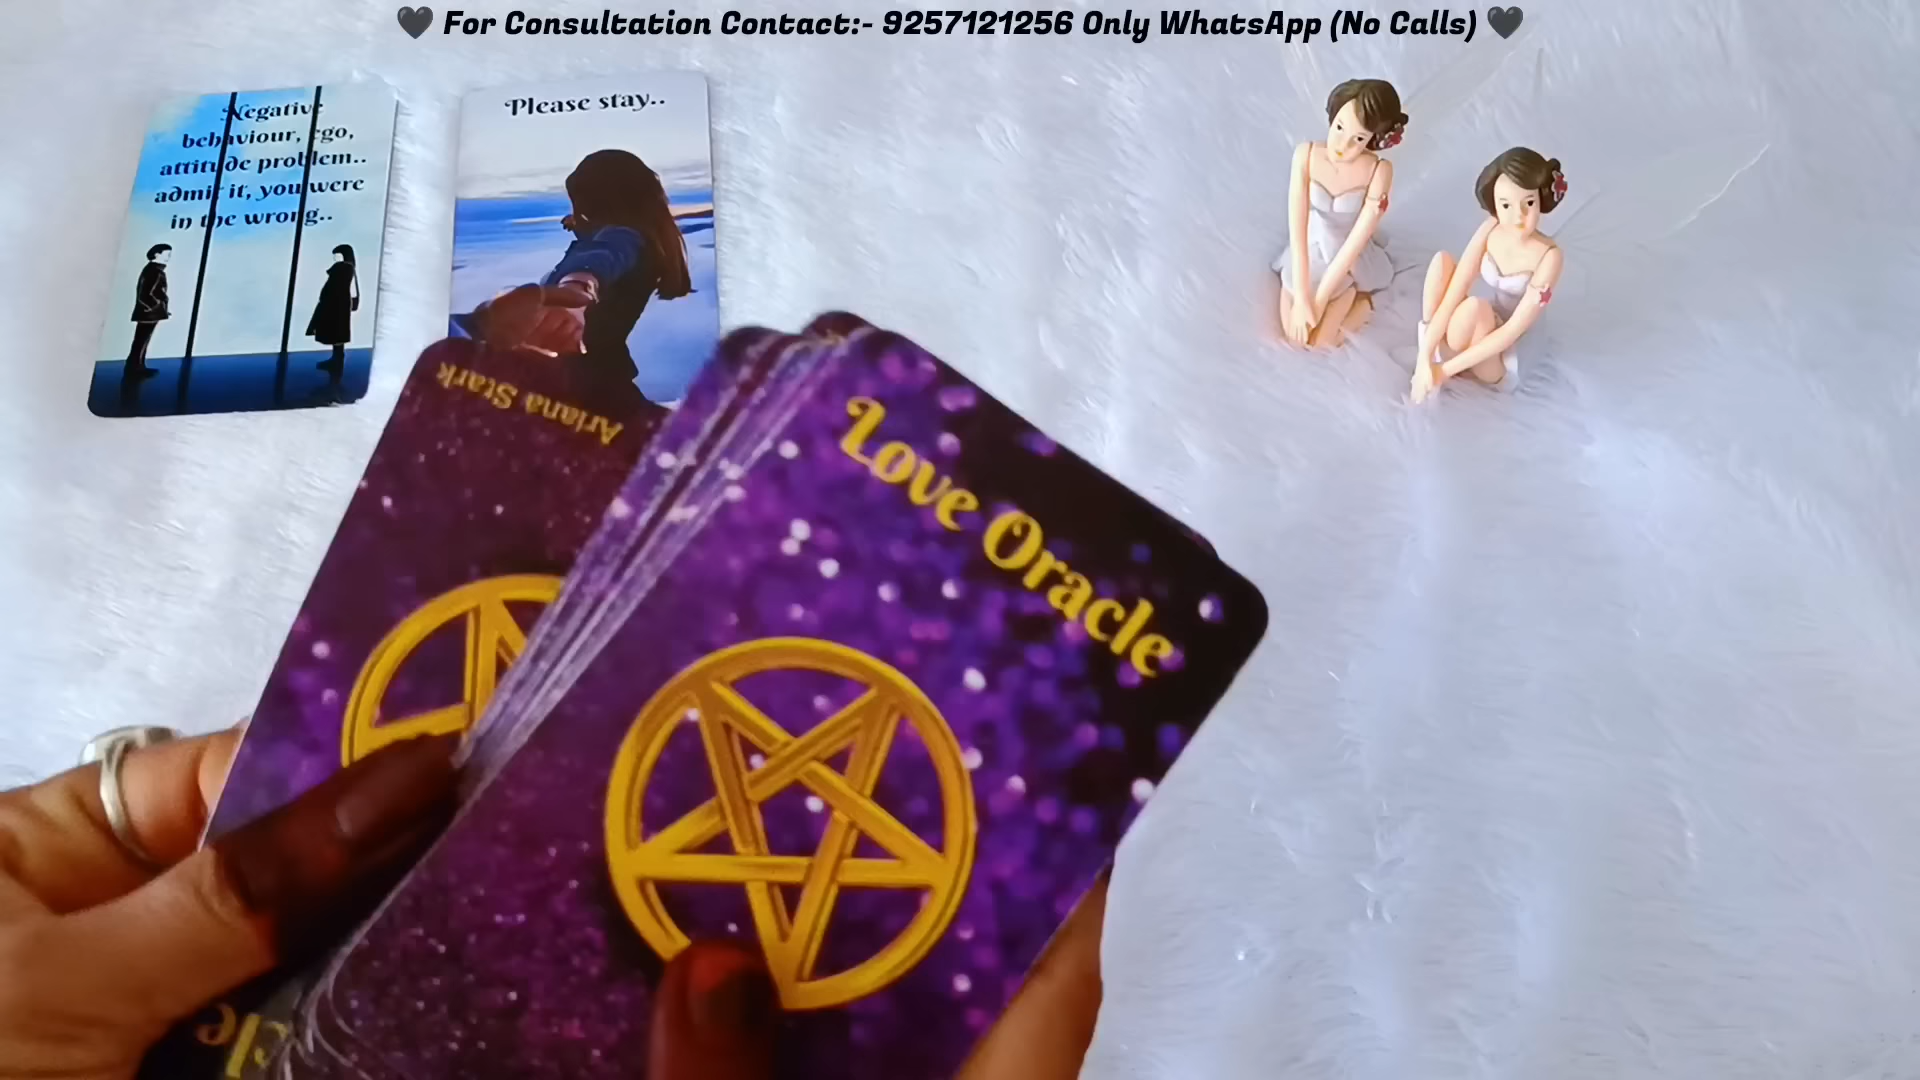 🖤 For Consultation Contact:- 9257121256 Only WhatsApp (No Calls) 🖤
Negative
behaviour, ego,
attitude problem..
admit it, you were
in the wrong..
Please stay..
Ariana Stark
Love Oracle
cle